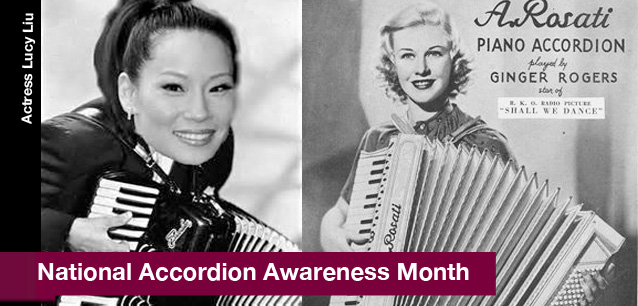 Actress Lucy Liu
A. Rosati
PIANO ACCORDION
played by
GINGER ROGERS
star of
R. K. O. RADIO PICTURE
"SHALL WE DANCE"
Rosati
National Accordion Awareness Month